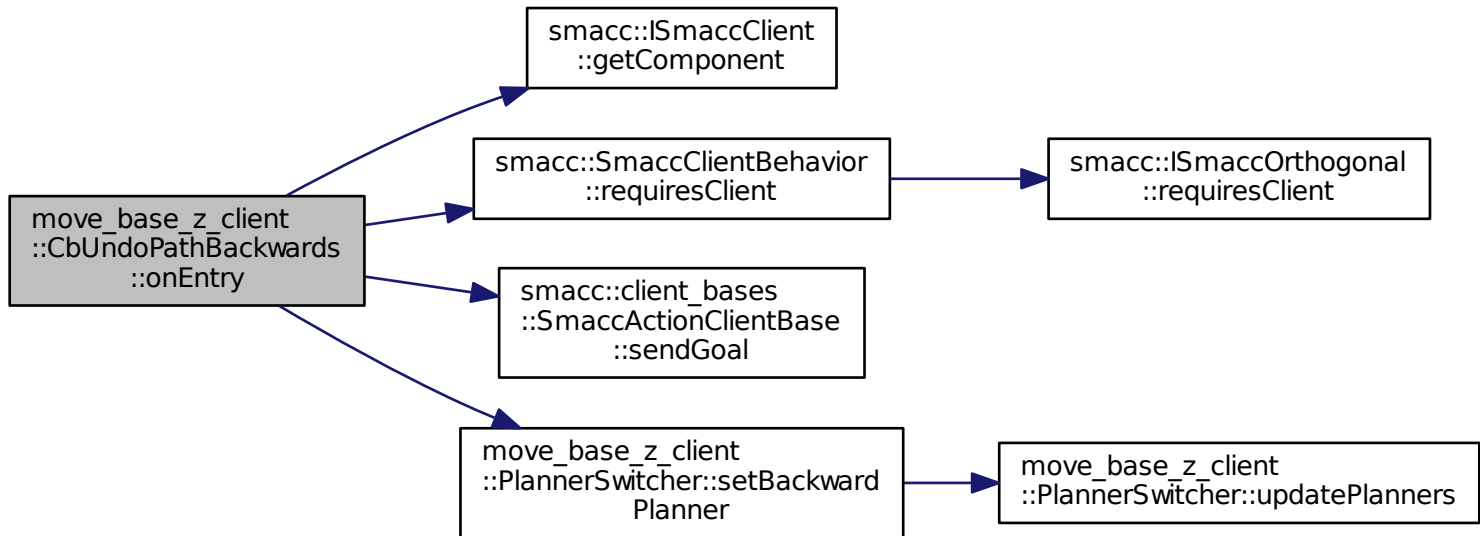 smacc::ISmaccClient
::getComponent
smacc::SmaccClientBehavior
::requiresClient
smacc::ISmaccOrthogonal
::requiresClient
move_base_z_client
::CbUndoPathBackwards
::onEntry
smacc::client_bases
::SmaccActionClientBase
::sendGoal
move_base_z_client
::PlannerSwitcher::setBackward
Planner
move_base_z_client
::PlannerSwitcher::updatePlanners